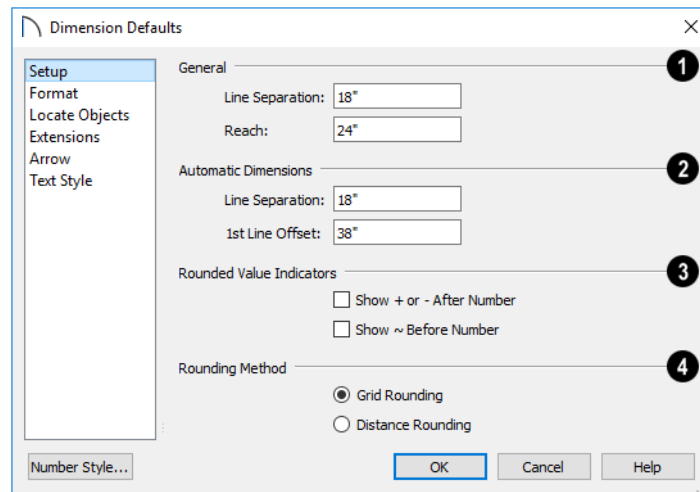 Dimension Defaults
Setup
Format
Locate Objects
Extensions
Arrow
Text Style
General
1
Line Separation: 18"
Reach: 24"
Automatic Dimensions
2
Line Separation: 18"
1st Line Offset: 38"
Rounded Value Indicators
3
Show + or - After Number
Show ~ Before Number
Rounding Method
4
Grid Rounding
Distance Rounding
Number Style...
OK
Cancel
Help